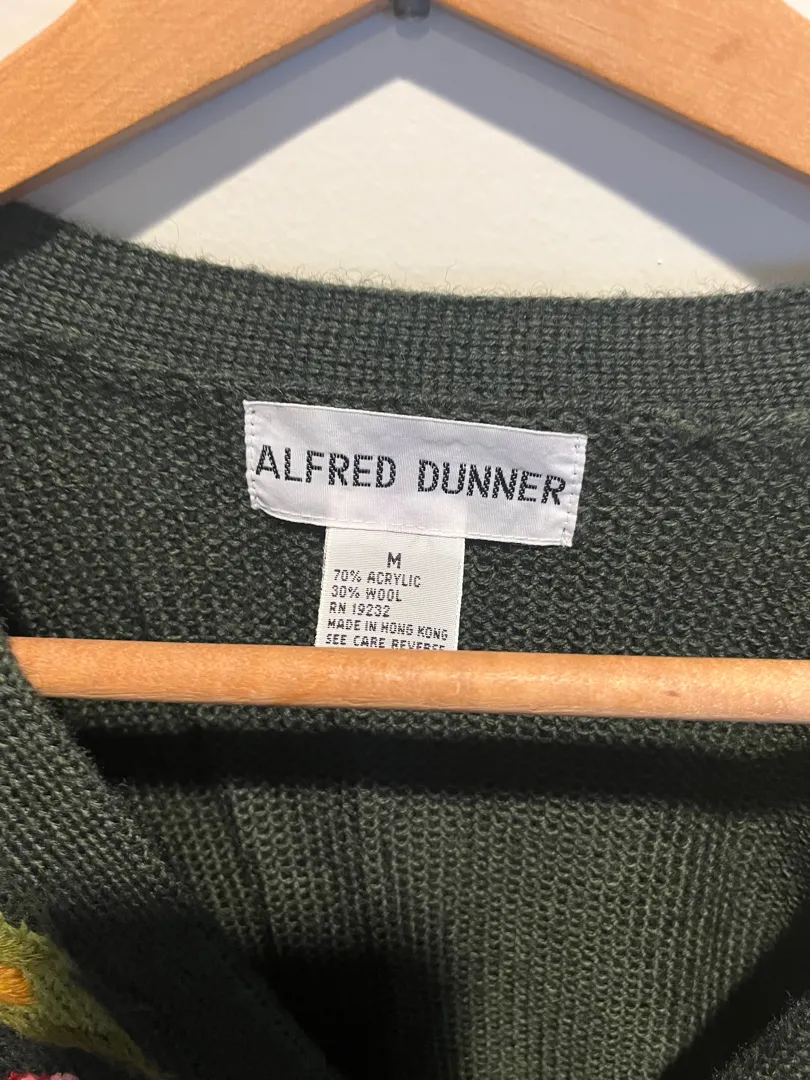 ALFRED DUNNER
M
70% ACRYLIC
30% WOOL
RN 19232
MADE IN HONG KONG
SEE CARE REVERSE